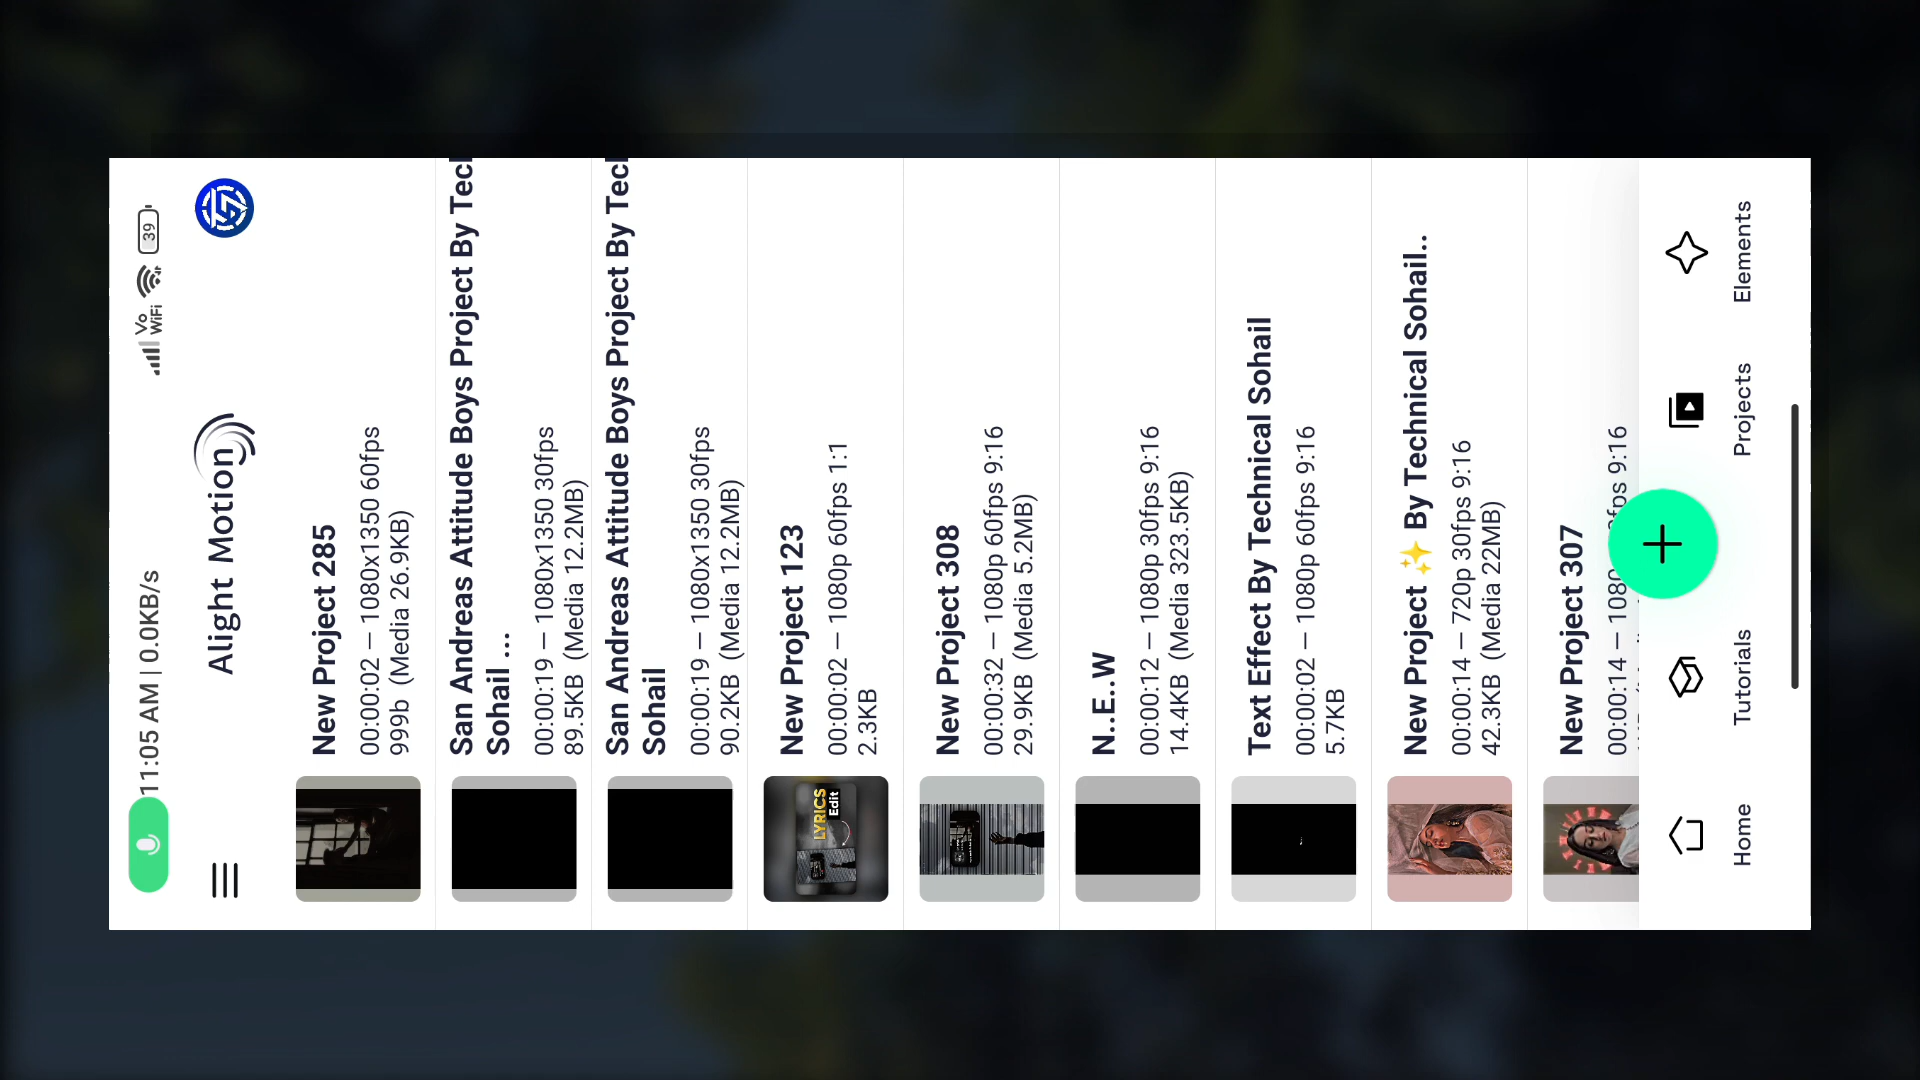 11:05 AM | 0.0KB/s
Vo
WiFi
39
Alight Motion
New Project 285
00:00:02 — 1080x1350 60fps
999b (Media 26.9KB)
San Andreas Attitude Boys Project By Tecl
Sohail ...
00:00:19 — 1080x1350 30fps
89.5KB (Media 12.2MB)
San Andreas Attitude Boys Project By Tecl
Sohail
00:00:19 — 1080x1350 30fps
90.2KB (Media 12.2MB)
LYRICS
Edit
New Project 123
00:00:02 — 1080p 60fps 1:1
2.3KB
New Project 308
00:00:32 — 1080p 60fps 9:16
29.9KB (Media 5.2MB)
N..E..W
00:00:12 — 1080p 30fps 9:16
14.4KB (Media 323.5KB)
Text Effect By Technical Sohail
00:00:02 — 1080p 60fps 9:16
5.7KB
New Project ✨ By Technical Sohail..
00:00:14 — 720p 30fps 9:16
42.3KB (Media 22MB)
New Project 307
00:00:14 — 1080 fps 9:16
Home
Tutorials
Projects
Elements